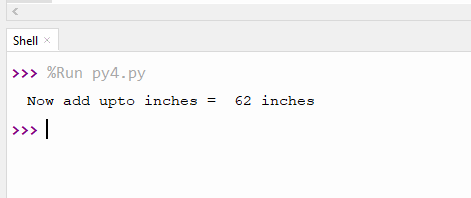 Shell
>>> %Run py4.py
Now add upto inches =  62 inches
>>>